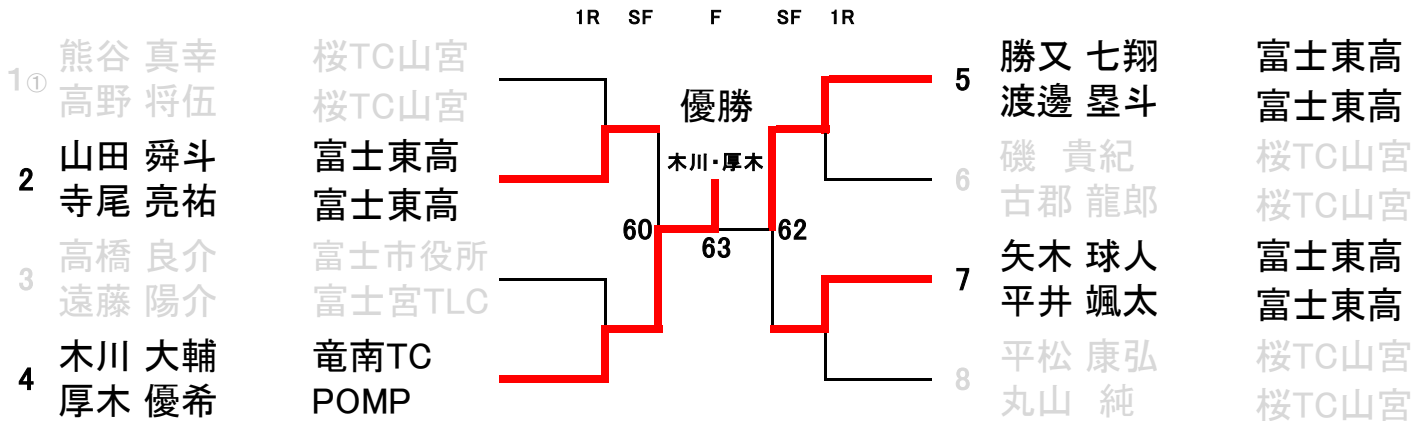 1R SF F SF 1R
1① 熊谷 真幸 桜TC山宮
高野 将伍 桜TC山宮
2 山田 舜斗 富士東高
寺尾 亮祐 富士東高
3 高橋 良介 富士市役所
遠藤 陽介 富士宮TLC
4 木川 大輔 竜南TC
厚木 優希 POMP
優勝
木川・厚木
60
63
62
5 勝又 七翔 富士東高
渡邊 塁斗 富士東高
6 磯 貴紀 桜TC山宮
古郡 龍郎 桜TC山宮
7 矢木 球人 富士東高
平井 颯太 富士東高
8 平松 康弘 桜TC山宮
丸山 純 桜TC山宮